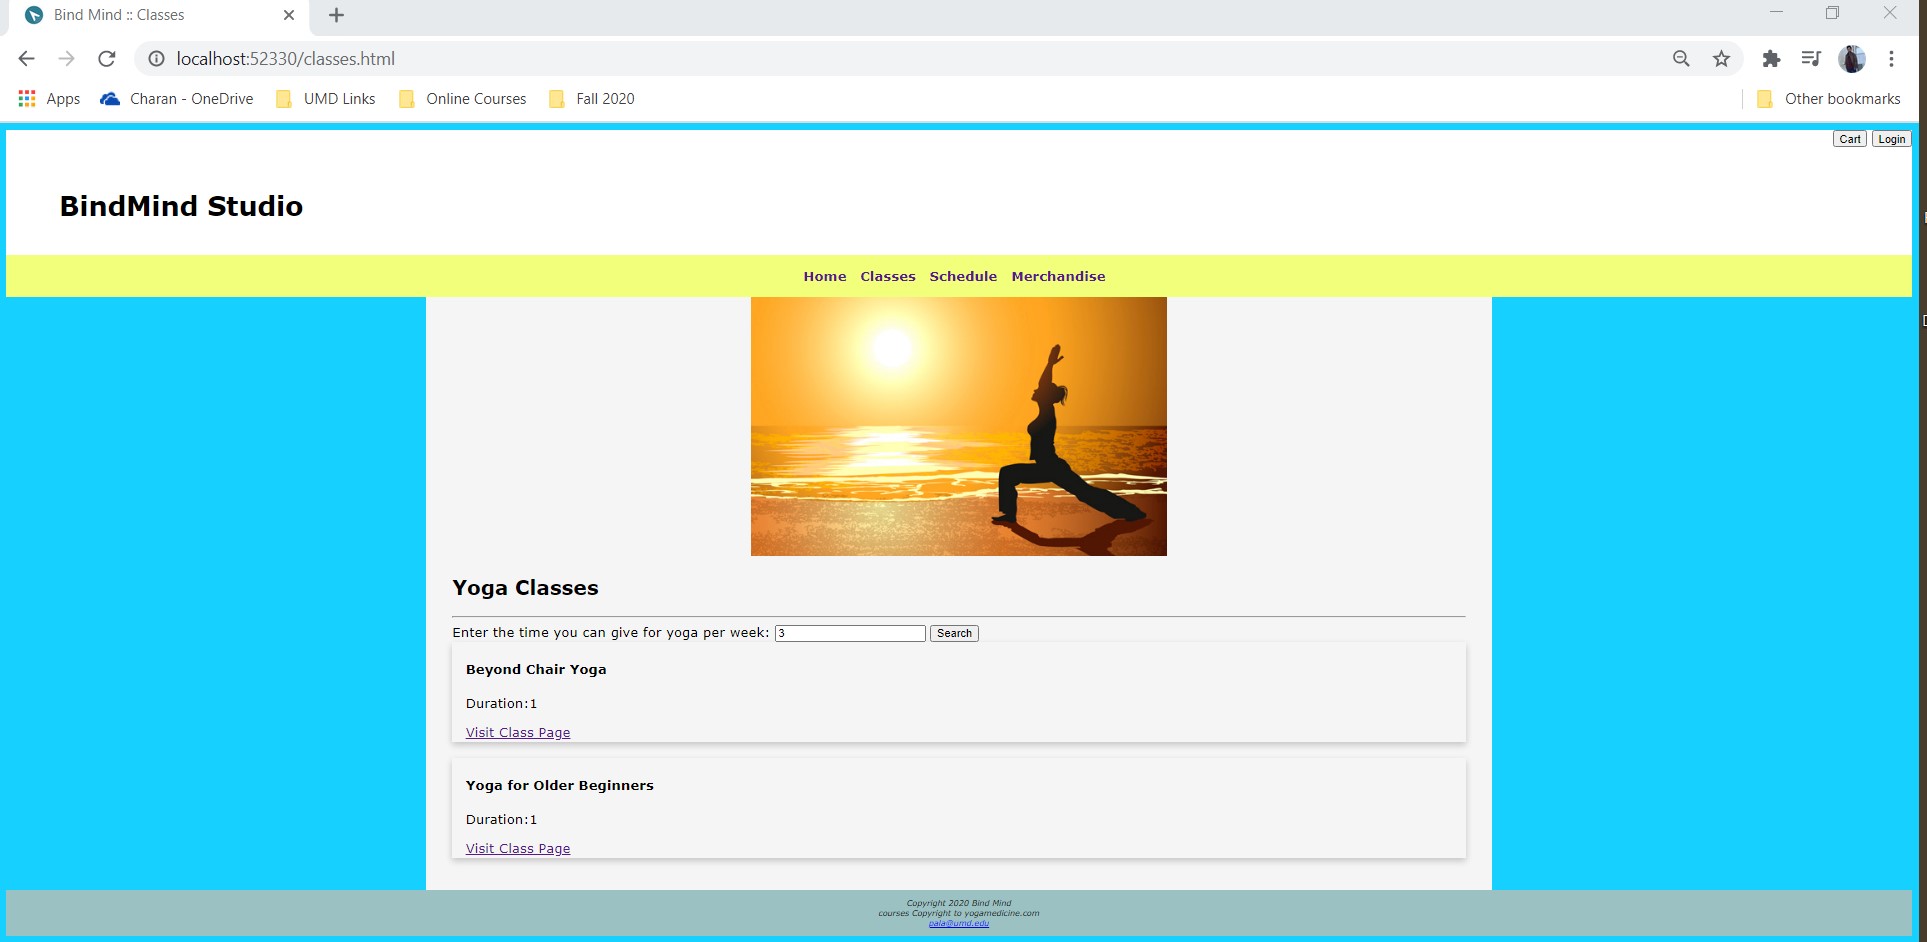 Bind Mind :: Classes
localhost:52330/classes.html
Apps Charan - OneDrive UMD Links Online Courses Fall 2020 Other bookmarks
Cart Login
BindMind Studio
Home Classes Schedule Merchandise
Yoga Classes
Enter the time you can give for yoga per week: 3 Search
Beyond Chair Yoga
Duration:1
Visit Class Page
Yoga for Older Beginners
Duration:1
Visit Class Page
Copyright 2020 Bind Mind
courses Copyright to yogamedicine.com
pala@umd.edu